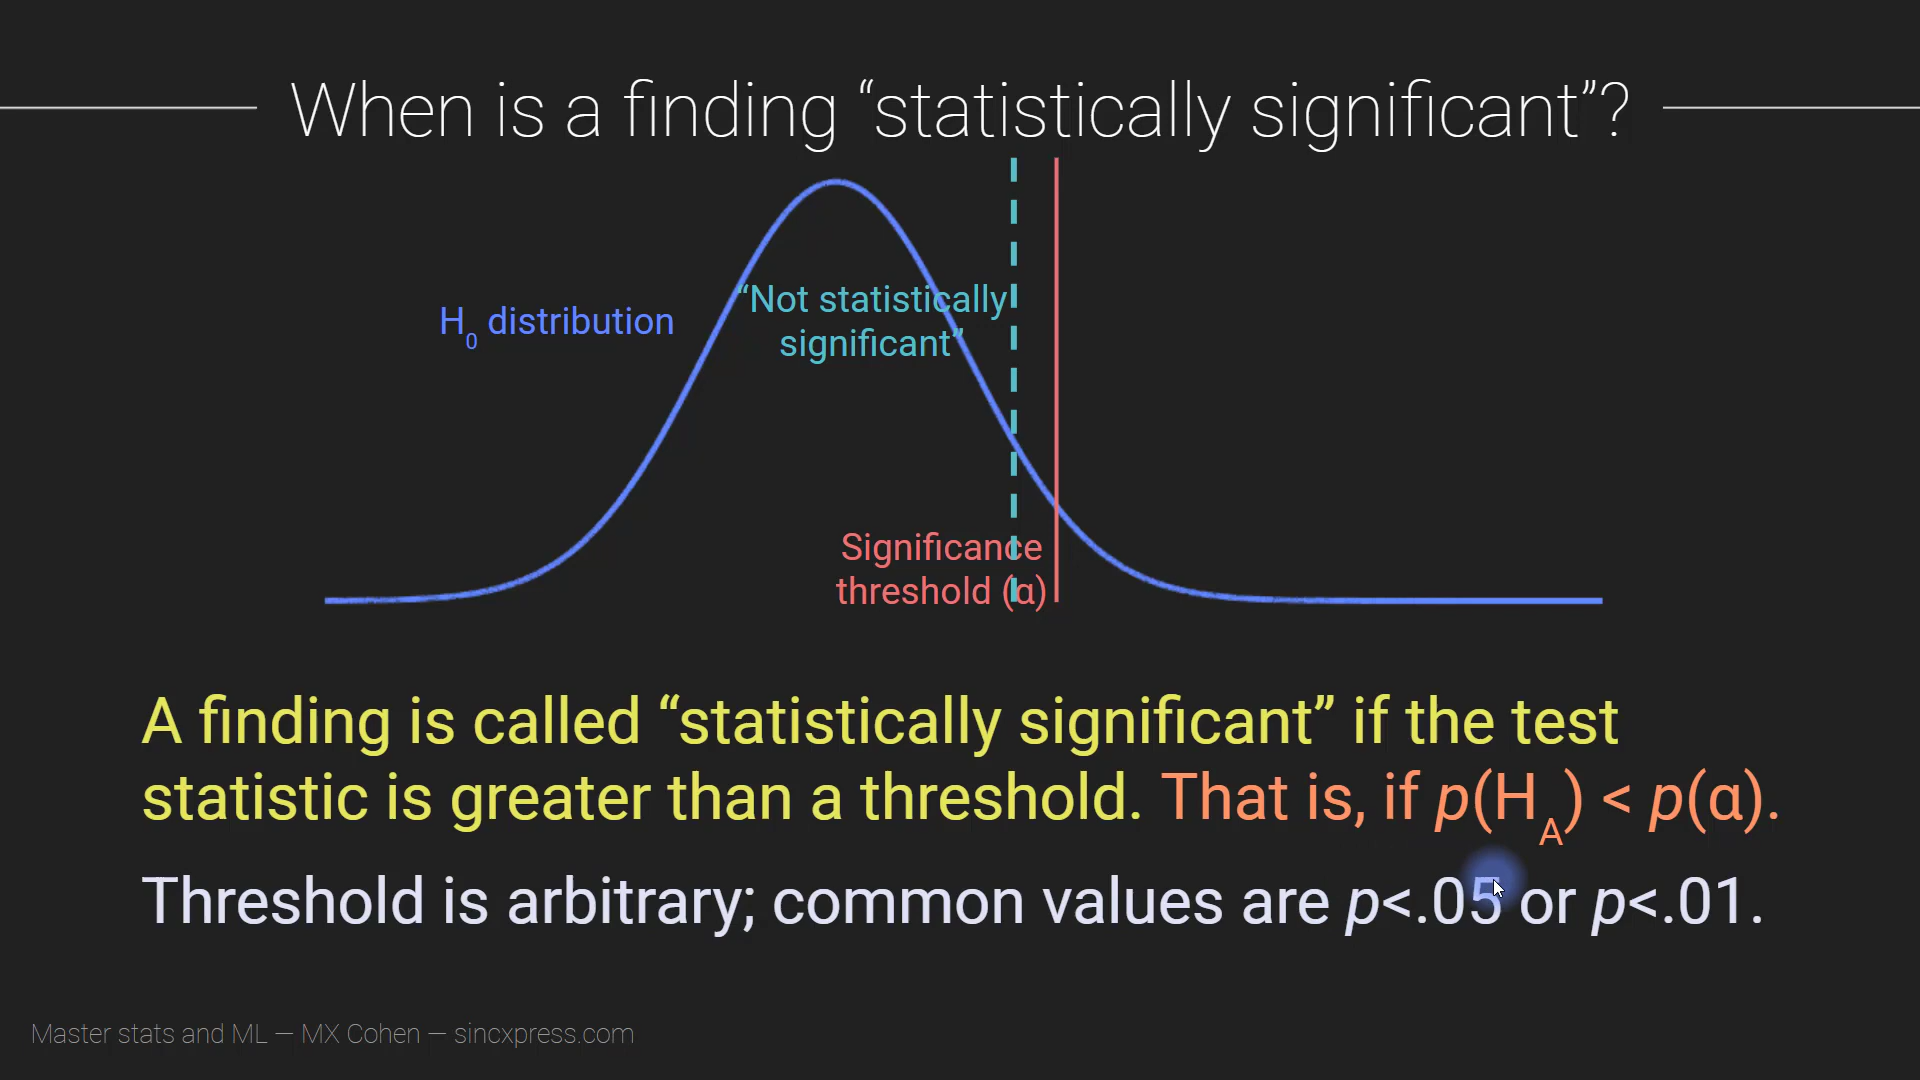 When is a finding “statistically significant”?
“Not statistically
significant”
H₀ distribution
Significance
threshold (α)
A finding is called “statistically significant” if the test
statistic is greater than a threshold. That is, if p(H_A) < p(α).
Threshold is arbitrary; common values are p<.05 or p<.01.
Master stats and ML — MX Cohen — sincxpress.com